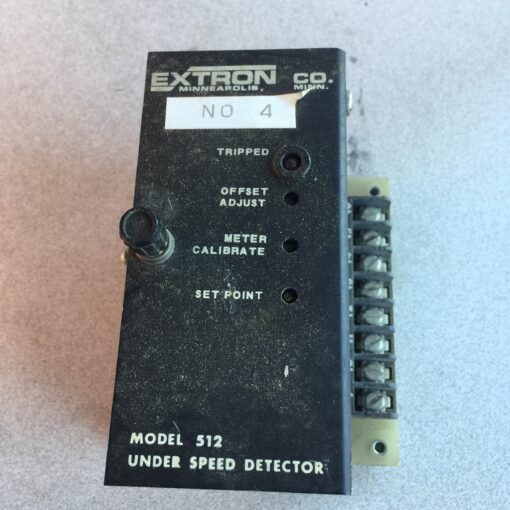 EXTRON CO.
MINNEAPOLIS, MINN.
NO 4
TRIPPED
OFFSET
ADJUST
METER
CALIBRATE
SET POINT
MODEL 512
UNDER SPEED DETECTOR